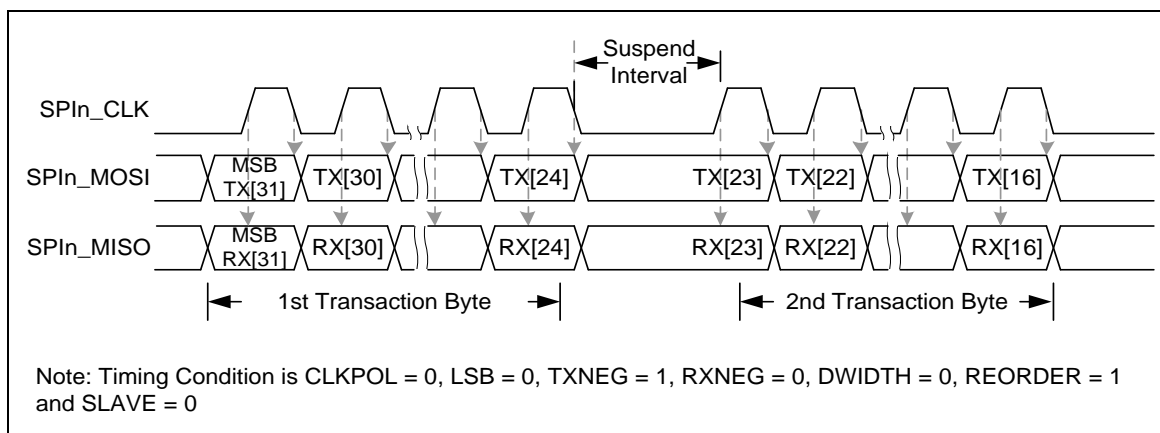 Suspend
Interval
SPIn_CLK
SPIn_MOSI
MSB
TX[31]
TX[30]
TX[24]
TX[23]
TX[22]
TX[16]
SPIn_MISO
MSB
RX[31]
RX[30]
RX[24]
RX[23]
RX[22]
RX[16]
1st Transaction Byte
2nd Transaction Byte
Note: Timing Condition is CLKPOL = 0, LSB = 0, TXNEG = 1, RXNEG = 0, DWIDTH = 0, REORDER = 1
and SLAVE = 0